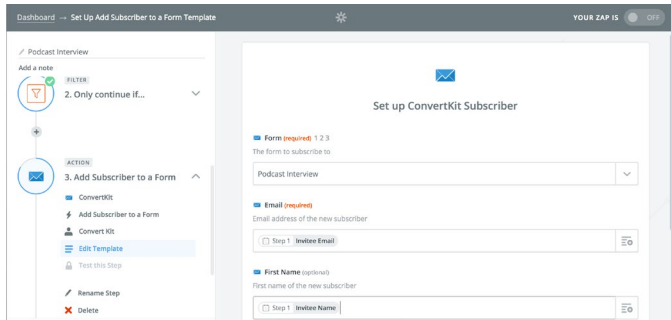 Dashboard → Set Up Add Subscriber to a Form Template
YOUR ZAP IS OFF
Podcast Interview
Add a note
FILTER
2. Only continue if...
ACTION
3. Add Subscriber to a Form
ConvertKit
Add Subscriber to a Form
Convert Kit
Edit Template
Test this Step
Rename Step
Delete
Set up ConvertKit Subscriber
Form (required) 1 2 3
The form to subscribe to
Podcast Interview
Email (required)
Email address of the new subscriber
Step 1 Invitee Email
First Name (optional)
First name of the new subscriber
Step 1 Invitee Name